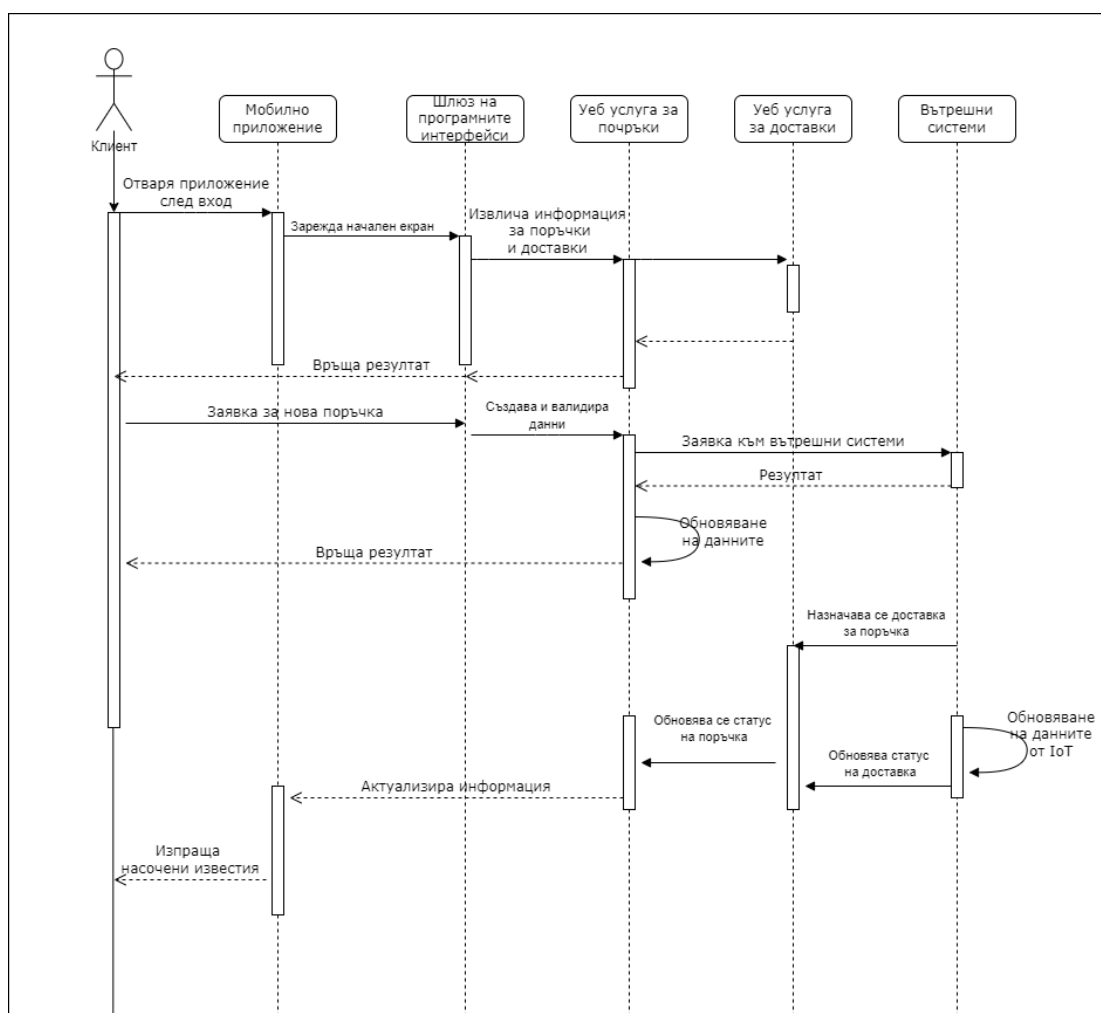 Клиент
Мобилно
приложение
Шлюз на
програмните
интерфейси
Уеб услуга за
почръки
Уеб услуга
за доставки
Вътрешни
системи
Отваря приложение
след вход
Зарежда начален екран
Извлича информация
за поръчки
и доставки
Връща резултат
Заявка за нова поръчка
Създава и валидира
данни
Заявка към вътрешни системи
Резултат
Обновяване
на данните
Връща резултат
Назначава се доставка
за поръчка
Обновява се статус
на поръчка
Обновяване
на данните
от IoT
Обновява статус
на доставка
Актуализира информация
Изпраща
насочени известия